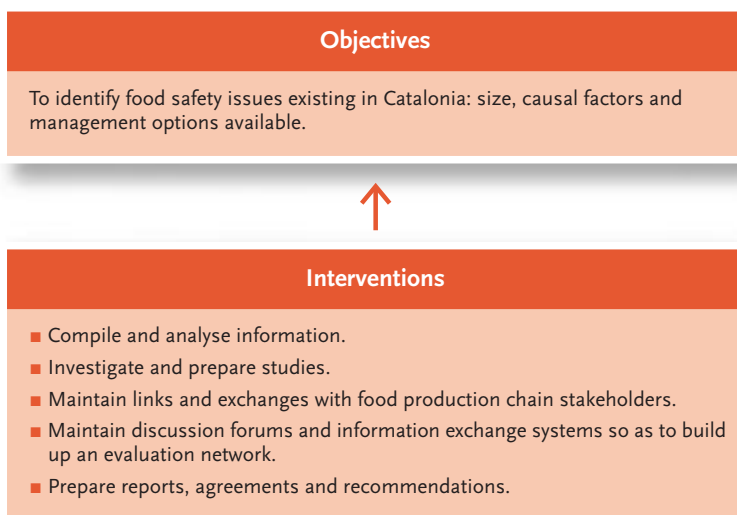 Objectives
To identify food safety issues existing in Catalonia: size, causal factors and
management options available.
Interventions
■ Compile and analyse information.
■ Investigate and prepare studies.
■ Maintain links and exchanges with food production chain stakeholders.
■ Maintain discussion forums and information exchange systems so as to build
up an evaluation network.
■ Prepare reports, agreements and recommendations.